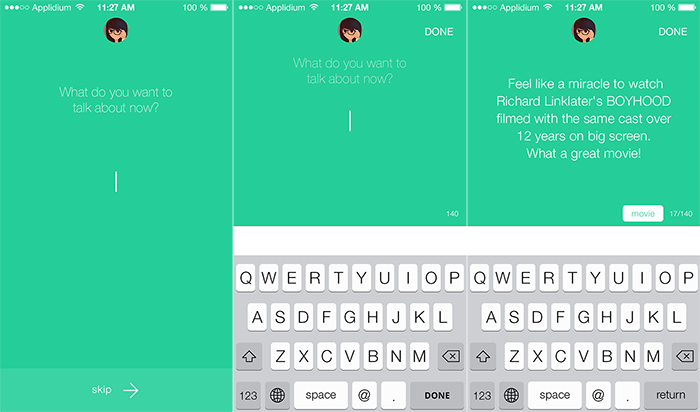 Applidium 11:27 AM 100 %
What do you want to
talk about now?
skip
Applidium 11:27 AM 100 %
DONE
What do you want to
talk about now?
140
Q W E R T Y U I O P
A S D F G H J K L
Z X C V B N M
123 space @ . DONE
Applidium 11:27 AM 100 %
DONE
Feel like a miracle to watch
Richard Linklater's BOYHOOD
filmed with the same cast over
12 years on big screen.
What a great movie!
movie 17/140
Q W E R T Y U I O P
A S D F G H J K L
Z X C V B N M
123 space @ . return